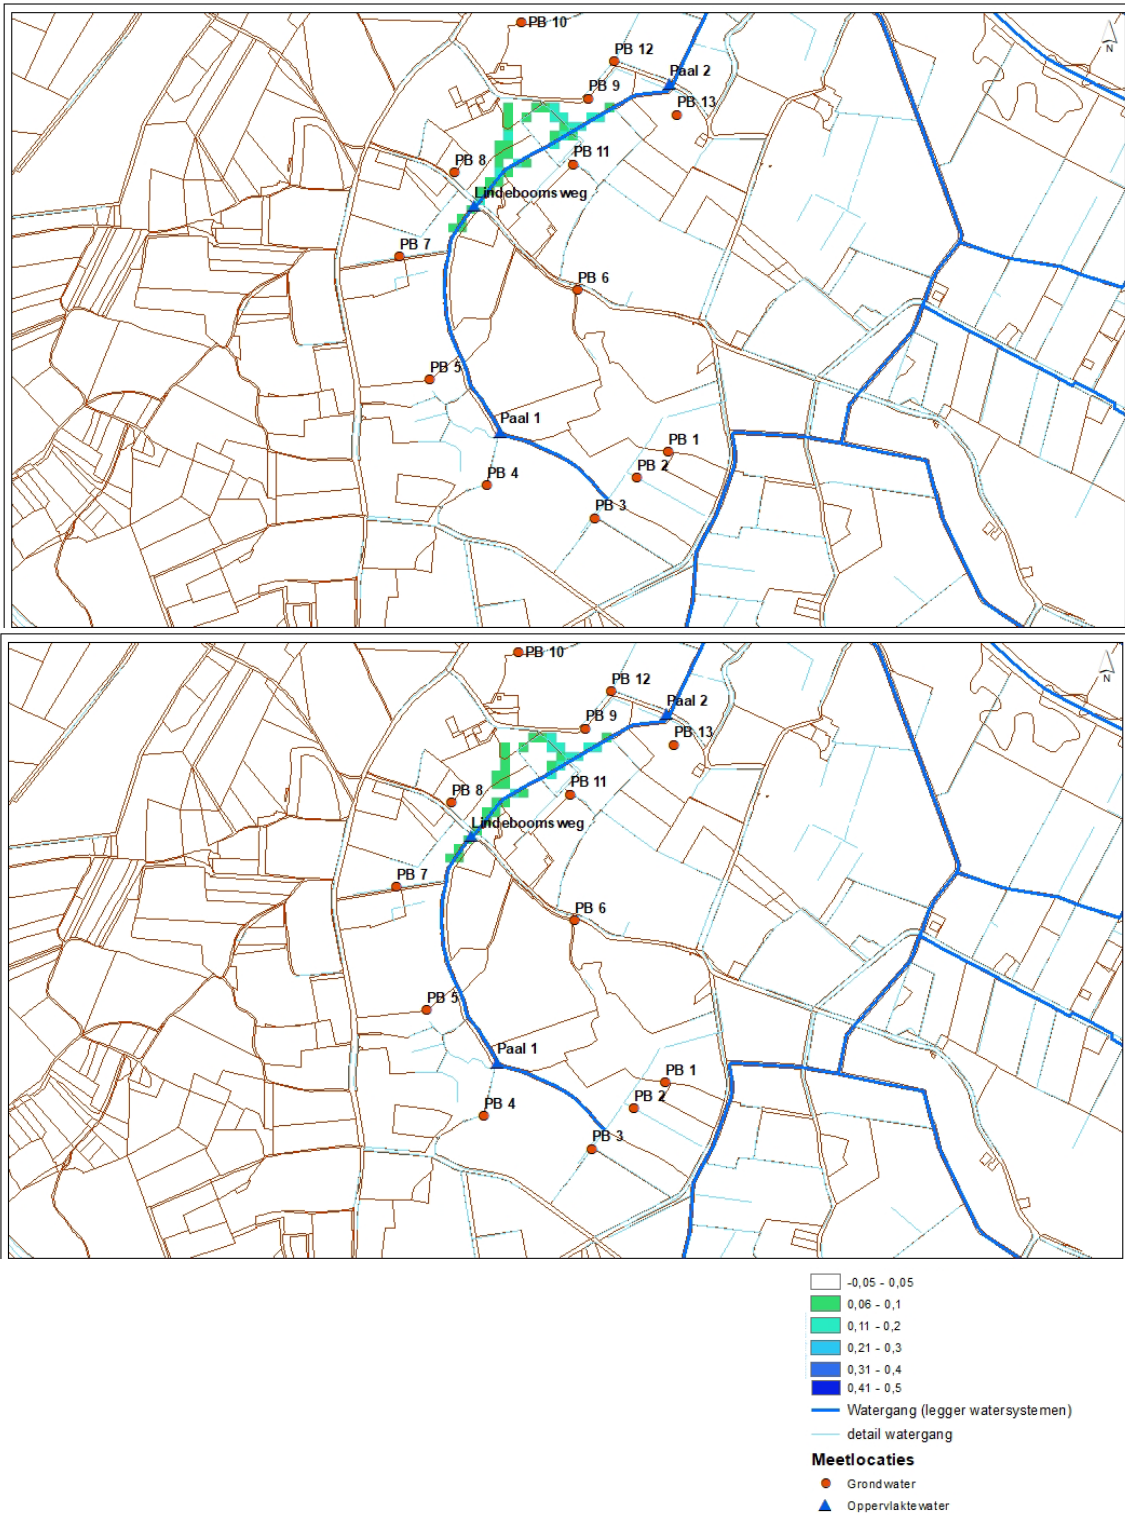 PB 10
PB 12
N
Paal 2
PB 9
PB 13
PB 11
PB 8
Lindeboomsweg
PB 7
PB 6
PB 5
Paal 1
PB 1
PB 2
PB 4
PB 3
PB 10
N
PB 12
Paal 2
PB 9
PB 13
PB 11
PB 8
Lindeboomsweg
PB 7
PB 6
PB 5
Paal 1
PB 1
PB 2
PB 4
PB 3
-0,05 - 0,05
0,06 - 0,1
0,11 - 0,2
0,21 - 0,3
0,31 - 0,4
0,41 - 0,5
Watergang (legger watersystemen)
detail watergang
Meetlocaties
Grondwater
Oppervlaktewater